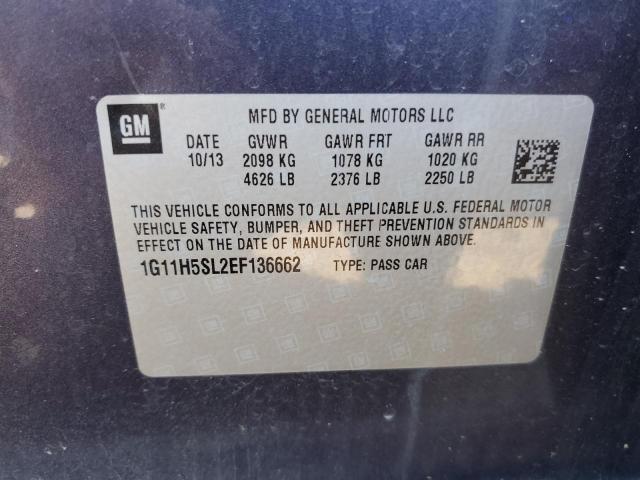 GM ®
MFD BY GENERAL MOTORS LLC
DATE GVWR GAWR FRT GAWR RR
10/13 2098 KG 1078 KG 1020 KG
4626 LB 2376 LB 2250 LB
THIS VEHICLE CONFORMS TO ALL APPLICABLE U.S. FEDERAL MOTOR
VEHICLE SAFETY, BUMPER, AND THEFT PREVENTION STANDARDS IN
EFFECT ON THE DATE OF MANUFACTURE SHOWN ABOVE.
1G11H5SL2EF136662 TYPE: PASS CAR